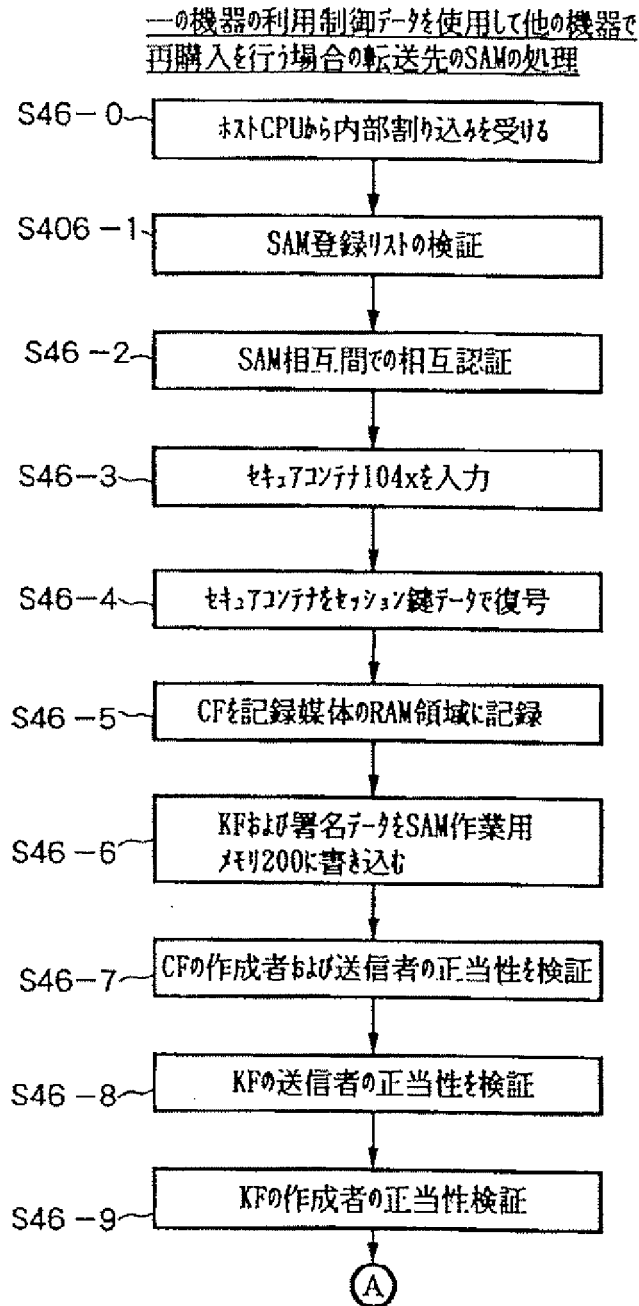 一の機器の利用制御データを使用して他の機器で
再購入を行う場合の転送先のSAMの処理
S46-0
ホストCPUから内部割り込みを受ける
S406-1
SAM登録リストの検証
S46-2
SAM相互間での相互認証
S46-3
セキュアコンテナ104xを入力
S46-4
セキュアコンテナをセッション鍵データで復号
S46-5
CFを記録媒体のRAM領域に記録
S46-6
KFおよび署名データをSAM作業用
メモリ200に書き込む
S46-7
CFの作成者および送信者の正当性を検証
S46-8
KFの送信者の正当性を検証
S46-9
KFの作成者の正当性検証
A